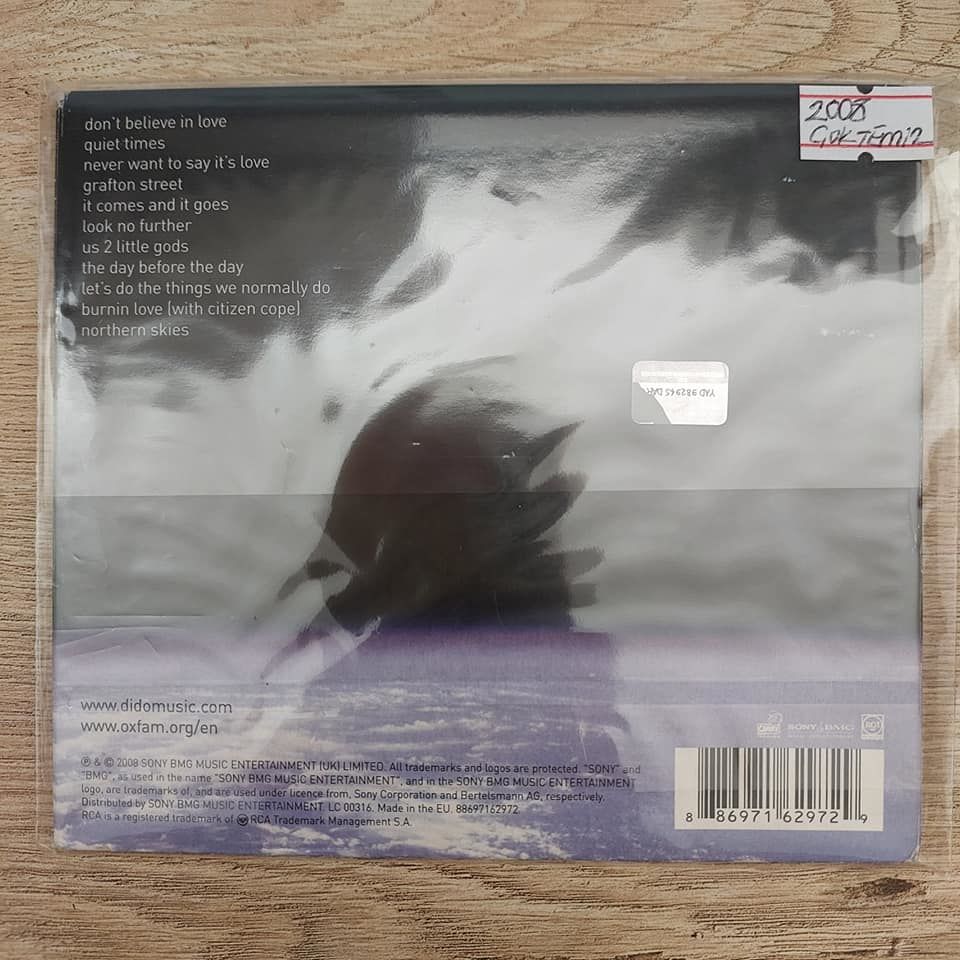 2008
ÇOK TEMİZ
don't believe in love
quiet times
never want to say it's love
grafton street
it comes and it goes
look no further
us 2 little gods
the day before the day
let's do the things we normally do
burnin love (with citizen cope)
northern skies
www.didomusic.com
www.oxfam.org/en
℗ & © 2008 SONY BMG MUSIC ENTERTAINMENT (UK) LIMITED. All trademarks and logos are protected. "SONY" and
"BMG", as used in the name "SONY BMG MUSIC ENTERTAINMENT", and in the SONY BMG MUSIC ENTERTAINMENT
logo, are trademarks of, and are used under licence from, Sony Corporation and Bertelsmann AG, respectively.
Distributed by SONY BMG MUSIC ENTERTAINMENT. LC 00316. Made in the EU. 88697162972.
RCA is a registered trademark of RCA Trademark Management S.A.
SONY BMG
8 86971 62972 9